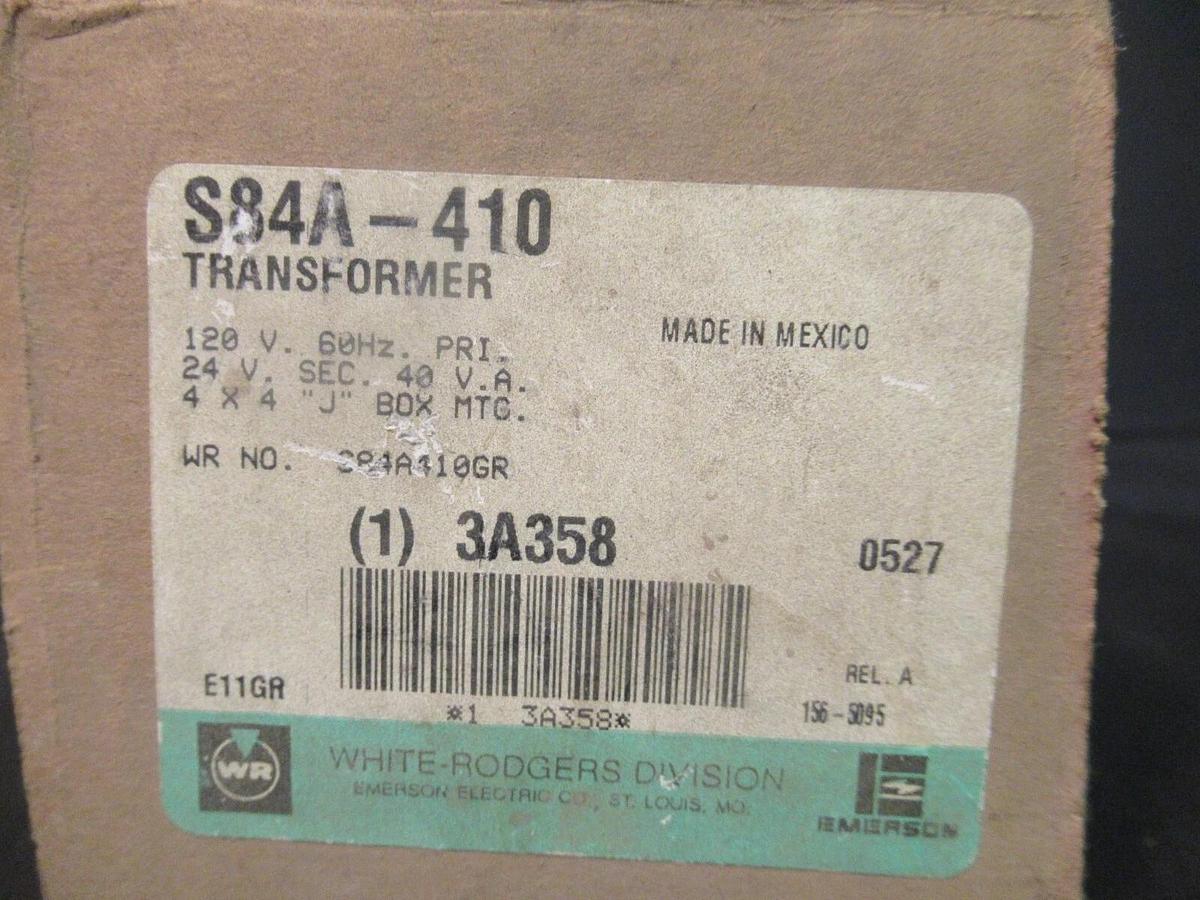 S84A-410
TRANSFORMER
120 V. 60Hz. PRI.
24 V. SEC. 40 V.A.
4 X 4 "J" BOX MTG.
MADE IN MEXICO
WR NO. S84A410GR
(1) 3A358
0527
E11GR
*1 3A358*
REL. A
156-5095
WR
WHITE-RODGERS DIVISION
EMERSON ELECTRIC CO., ST. LOUIS, MO.
EMERSON